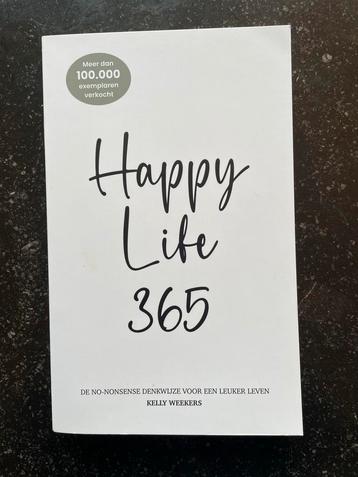 Meer dan
100.000
exemplaren
verkocht
Happy
Life
365
DE NO-NONSENSE DENKWIJZE VOOR EEN LEUKER LEVEN
KELLY WEEKERS